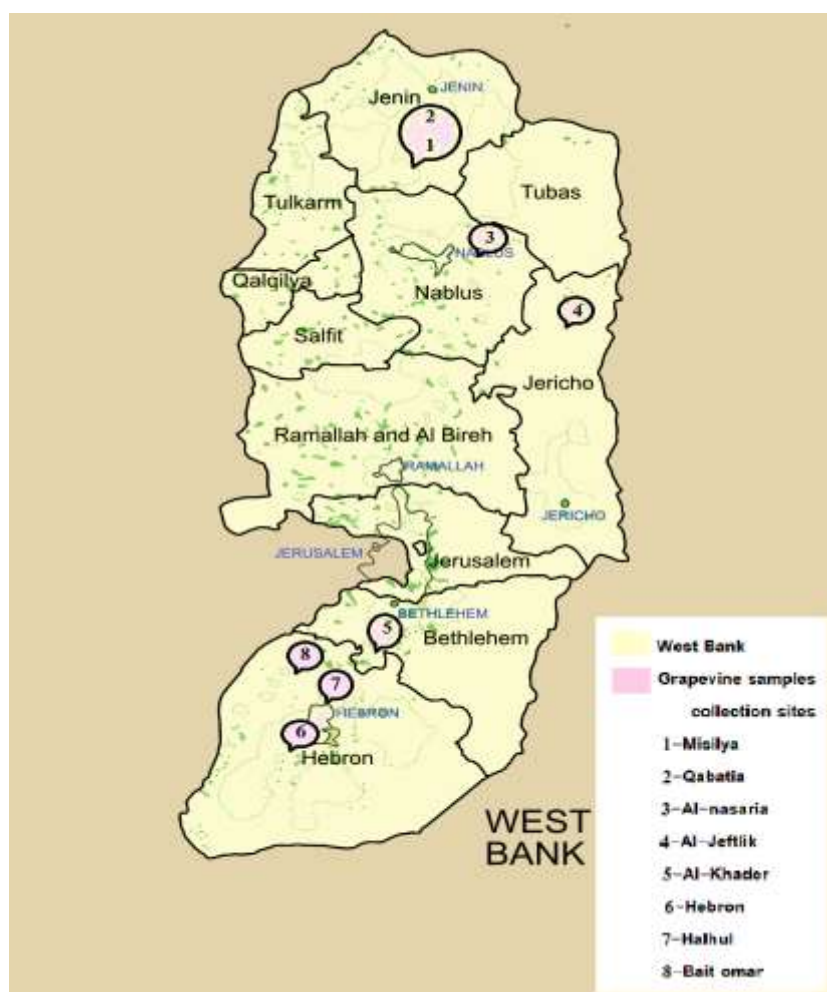 JENIN
Jenin
2
1
Tubas
Tulkarm
3
NABLUS
Qalqilya
Nablus
4
Salfit
Jericho
Ramallah and Al Bireh
RAMALLAH
JERICHO
JERUSALEM
Jerusalem
BETHLEHEM
5
Bethlehem
8
7
HEBRON
6
Hebron
WEST
BANK
West Bank
Grapevine samples
collection sites
1-Misilya
2-Qabatia
3-Al-nasaria
4-Al-Jeftlik
5-Al-Khader
6-Hebron
7-Halhul
8-Bait omar